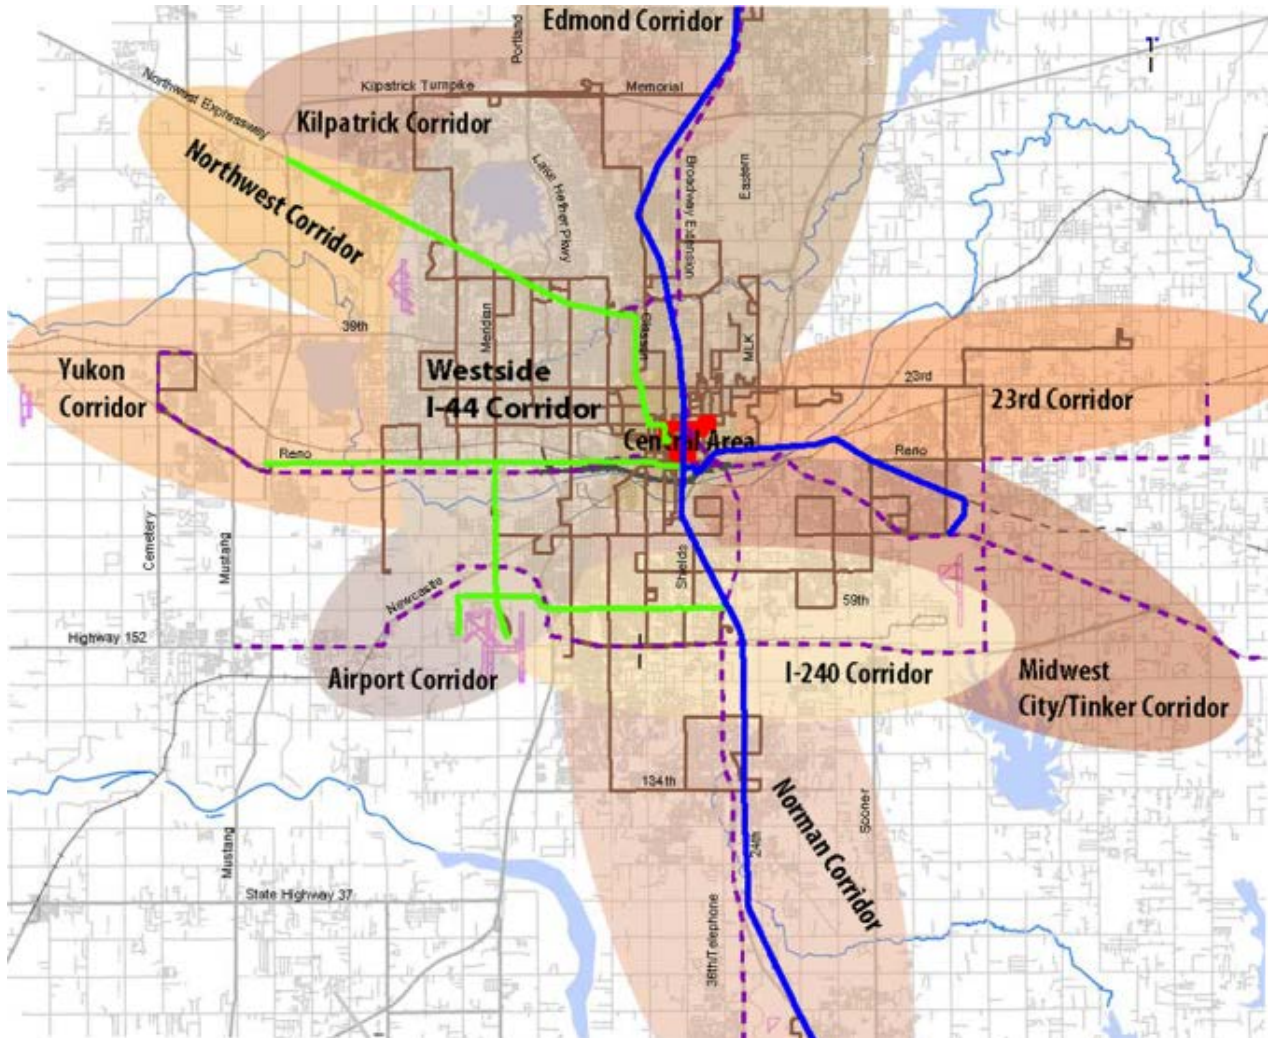 Edmond Corridor
Portland
Northwest Expressway
Kilpatrick Turnpike
Memorial
Kilpatrick Corridor
Northwest Corridor
Lake Hefner Pkwy
Broadway Extension
Eastern
39th
Meridian
Classen
MLK
Yukon
Corridor
Westside
I-44 Corridor
23rd
23rd Corridor
Central Area
Reno
Reno
Cemetery
Mustang
Newcastle
Shields
59th
Highway 152
Airport Corridor
I-240 Corridor
Midwest
City/Tinker Corridor
134th
Norman Corridor
Sooner
24th
Mustang
State Highway 37
36th/Telephone